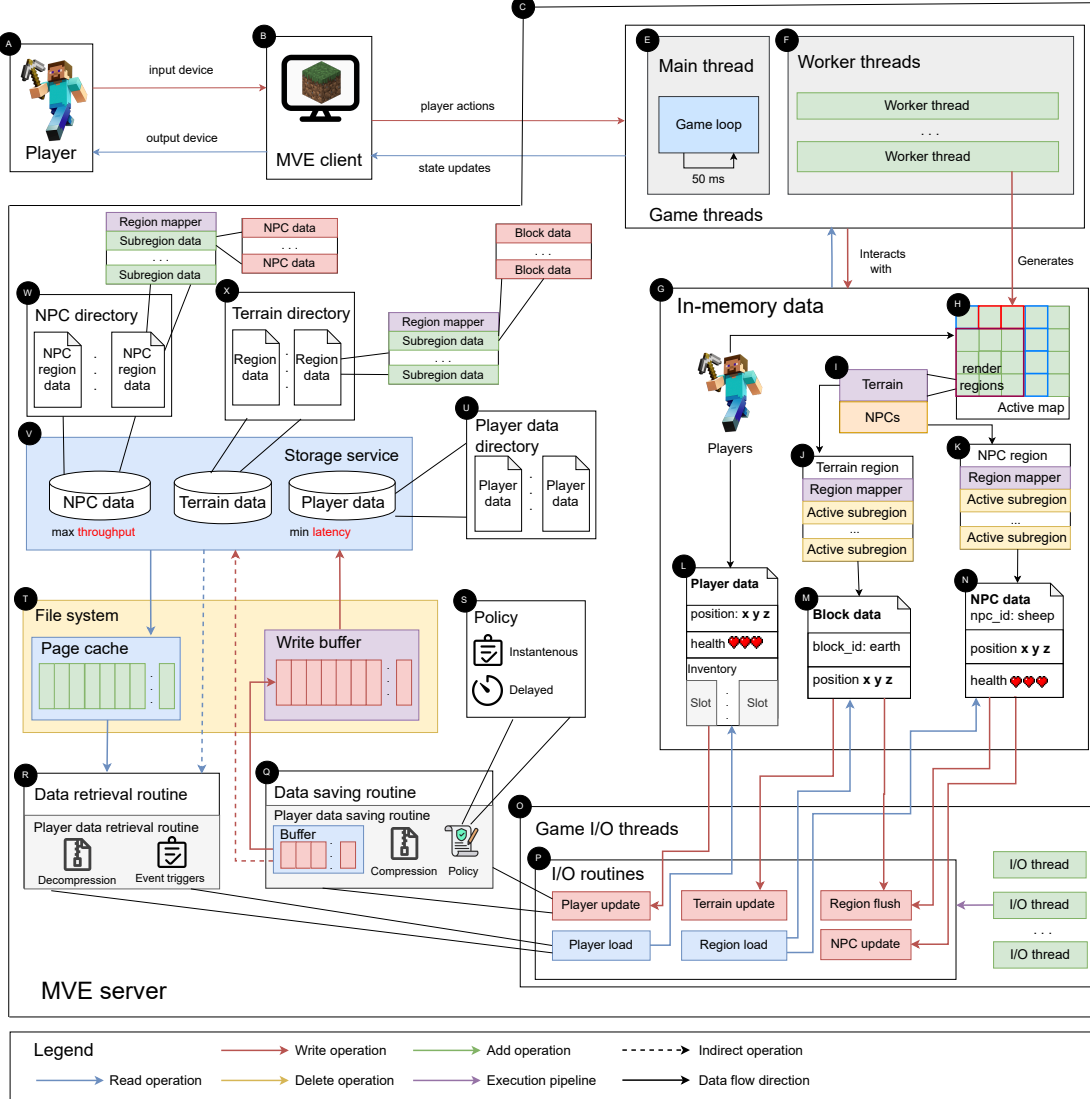 C
A
Player
input device
output device
B
MVE client
player actions
state updates
E
Main thread
Game loop
50 ms
F
Worker threads
Worker thread
. . .
Worker thread
Game threads
Interacts
with
Generates
Region mapper
Subregion data
. . .
Subregion data
NPC data
. . .
NPC data
Block data
. . .
Block data
W
NPC directory
NPC
region
data
NPC
region
data
X
Terrain directory
Region
data
Region
data
Region mapper
Subregion data
. . .
Subregion data
G
In-memory data
Players
H
render
regions
Active map
I
Terrain
NPCs
J
Terrain region
Region mapper
Active subregion
...
Active subregion
K
NPC region
Region mapper
Active subregion
...
Active subregion
U
Player data
directory
Player
data
Player
data
V
Storage service
NPC data
Terrain data
Player data
max throughput
min latency
L
Player data
position: x y z
health
Inventory
Slot
Slot
M
Block data
block_id: earth
position x y z
N
NPC data
npc_id: sheep
position x y z
health
T
File system
Page cache
Write buffer
S
Policy
Instantenous
Delayed
R
Data retrieval routine
Player data retrieval routine
Decompression
Event triggers
Q
Data saving routine
Player data saving routine
Buffer
Compression
Policy
O
Game I/O threads
P
I/O routines
Player update
Terrain update
Region flush
Player load
Region load
NPC update
I/O thread
I/O thread
. . .
I/O thread
MVE server
Legend
Write operation
Add operation
Indirect operation
Read operation
Delete operation
Execution pipeline
Data flow direction